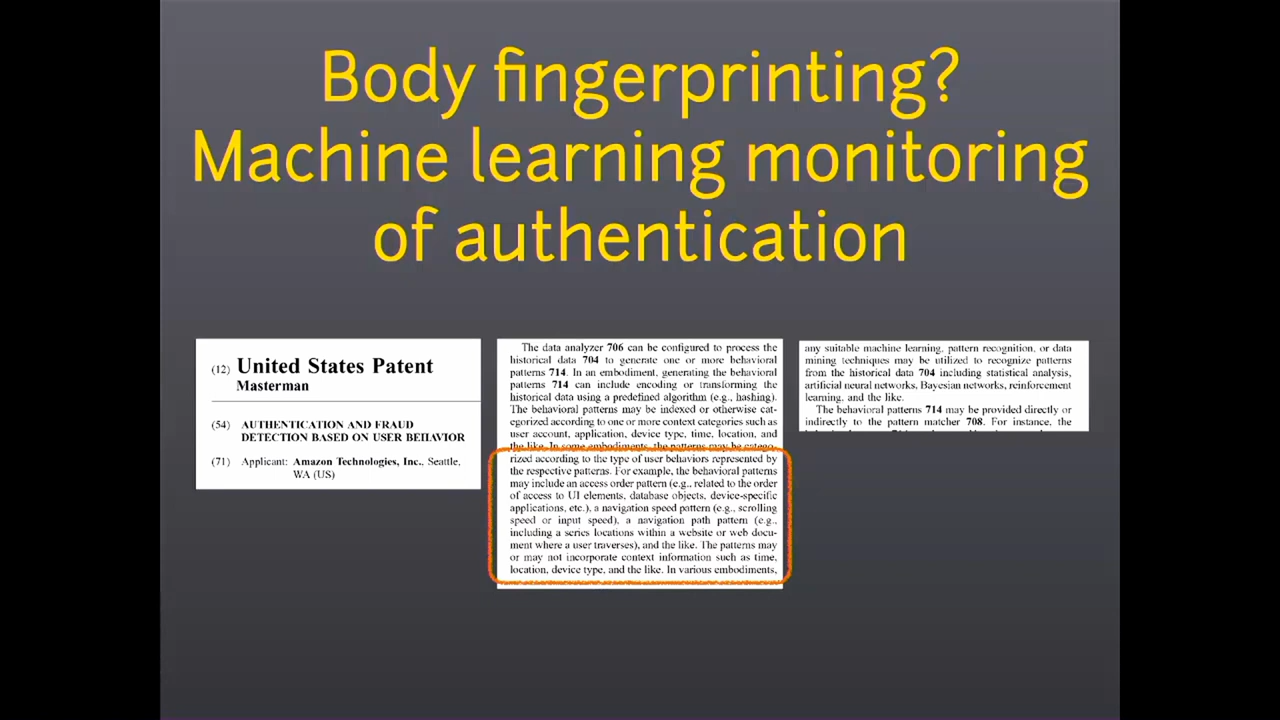 Body fingerprinting?
Machine learning monitoring
of authentication
(12) United States Patent
Masterman
(54) AUTHENTICATION AND FRAUD
DETECTION BASED ON USER BEHAVIOR
(71) Applicant: Amazon Technologies, Inc., Seattle,
WA (US)
The data analyzer 706 can be configured to process the
historical data 704 to generate one or more behavioral
patterns 714. In an embodiment, generating the behavioral
patterns 714 can include encoding or transforming the
historical data using a predefined algorithm (e.g., hashing).
The behavioral patterns may be indexed or otherwise cat-
egorized according to one or more context categories such as
user account, application, device type, time, location, and
the like. In some embodiments, the patterns may be catego-
rized according to the type of user behaviors represented by
the respective patterns. For example, the behavioral patterns
may include an access order pattern (e.g., related to the order
of access to UI elements, database objects, device-specific
applications, etc.), a navigation speed pattern (e.g., scrolling
speed or input speed), a navigation path pattern (e.g.,
including a series locations within a website or web docu-
ment where a user traverses), and the like. The patterns may
or may not incorporate context information such as time,
location, device type, and the like. In various embodiments,
any suitable machine learning, pattern recognition, or data
mining techniques may be utilized to recognize patterns
from the historical data 704 including statistical analysis,
artificial neural networks, Bayesian networks, reinforcement
learning, and the like.
The behavioral patterns 714 may be provided directly or
indirectly to the pattern matcher 708. For instance, the